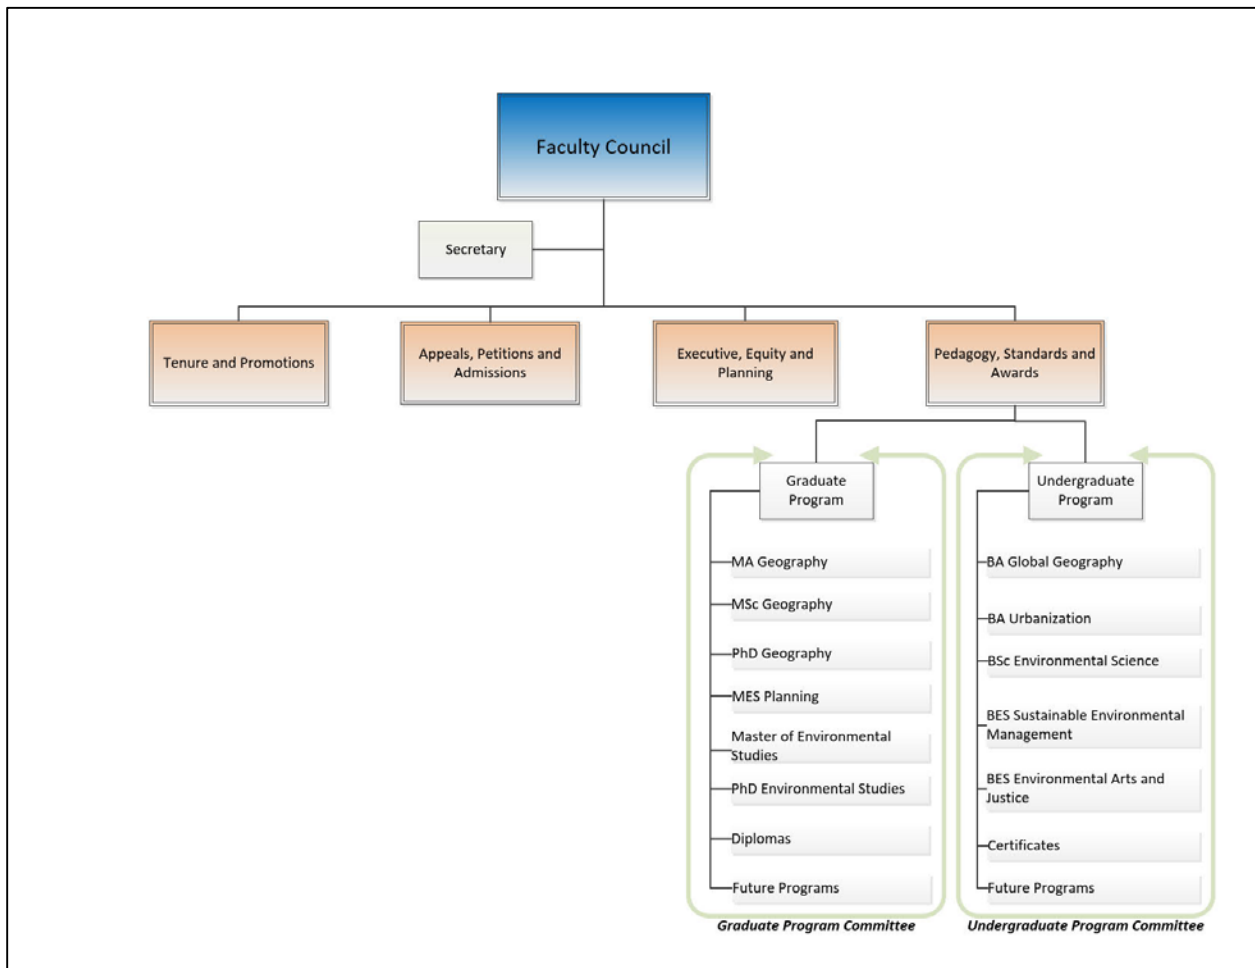 Faculty Council
Secretary
Tenure and Promotions
Appeals, Petitions and
Admissions
Executive, Equity and
Planning
Pedagogy, Standards and
Awards
Graduate
Program
MA Geography
MSc Geography
PhD Geography
MES Planning
Master of Environmental
Studies
PhD Environmental Studies
Diplomas
Future Programs
Graduate Program Committee
Undergraduate
Program
BA Global Geography
BA Urbanization
BSc Environmental Science
BES Sustainable Environmental
Management
BES Environmental Arts and
Justice
Certificates
Future Programs
Undergraduate Program Committee